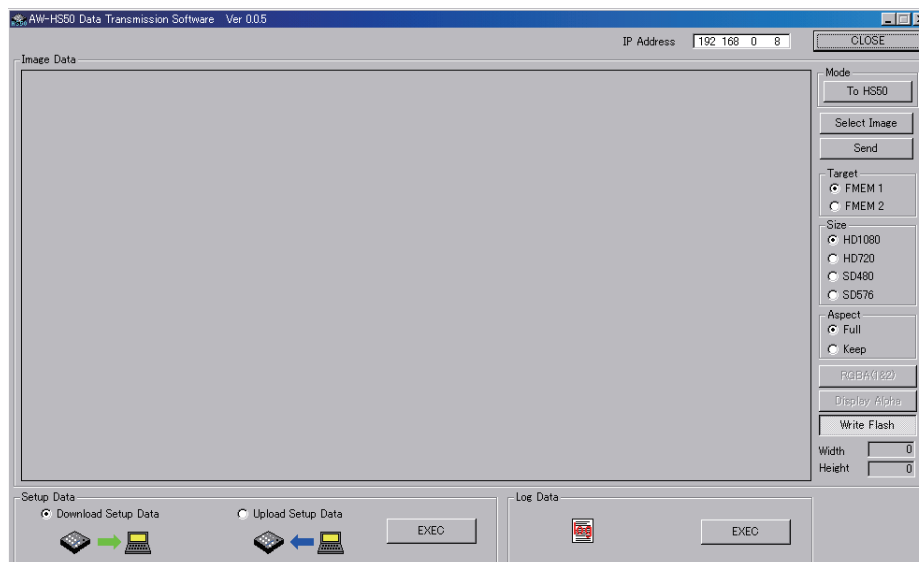 AW-HS50 Data Transmission Software Ver 0.0.5
IP Address 192 168 0 8 CLOSE
Image Data
Mode
To HS50
Select Image
Send
Target
FMEM 1
FMEM 2
Size
HD1080
HD720
SD480
SD576
Aspect
Full
Keep
RGBA(1&2)
Display Alpha
Write Flash
Width 0
Height 0
Setup Data
Download Setup Data
Upload Setup Data
EXEC
Log Data
log
EXEC